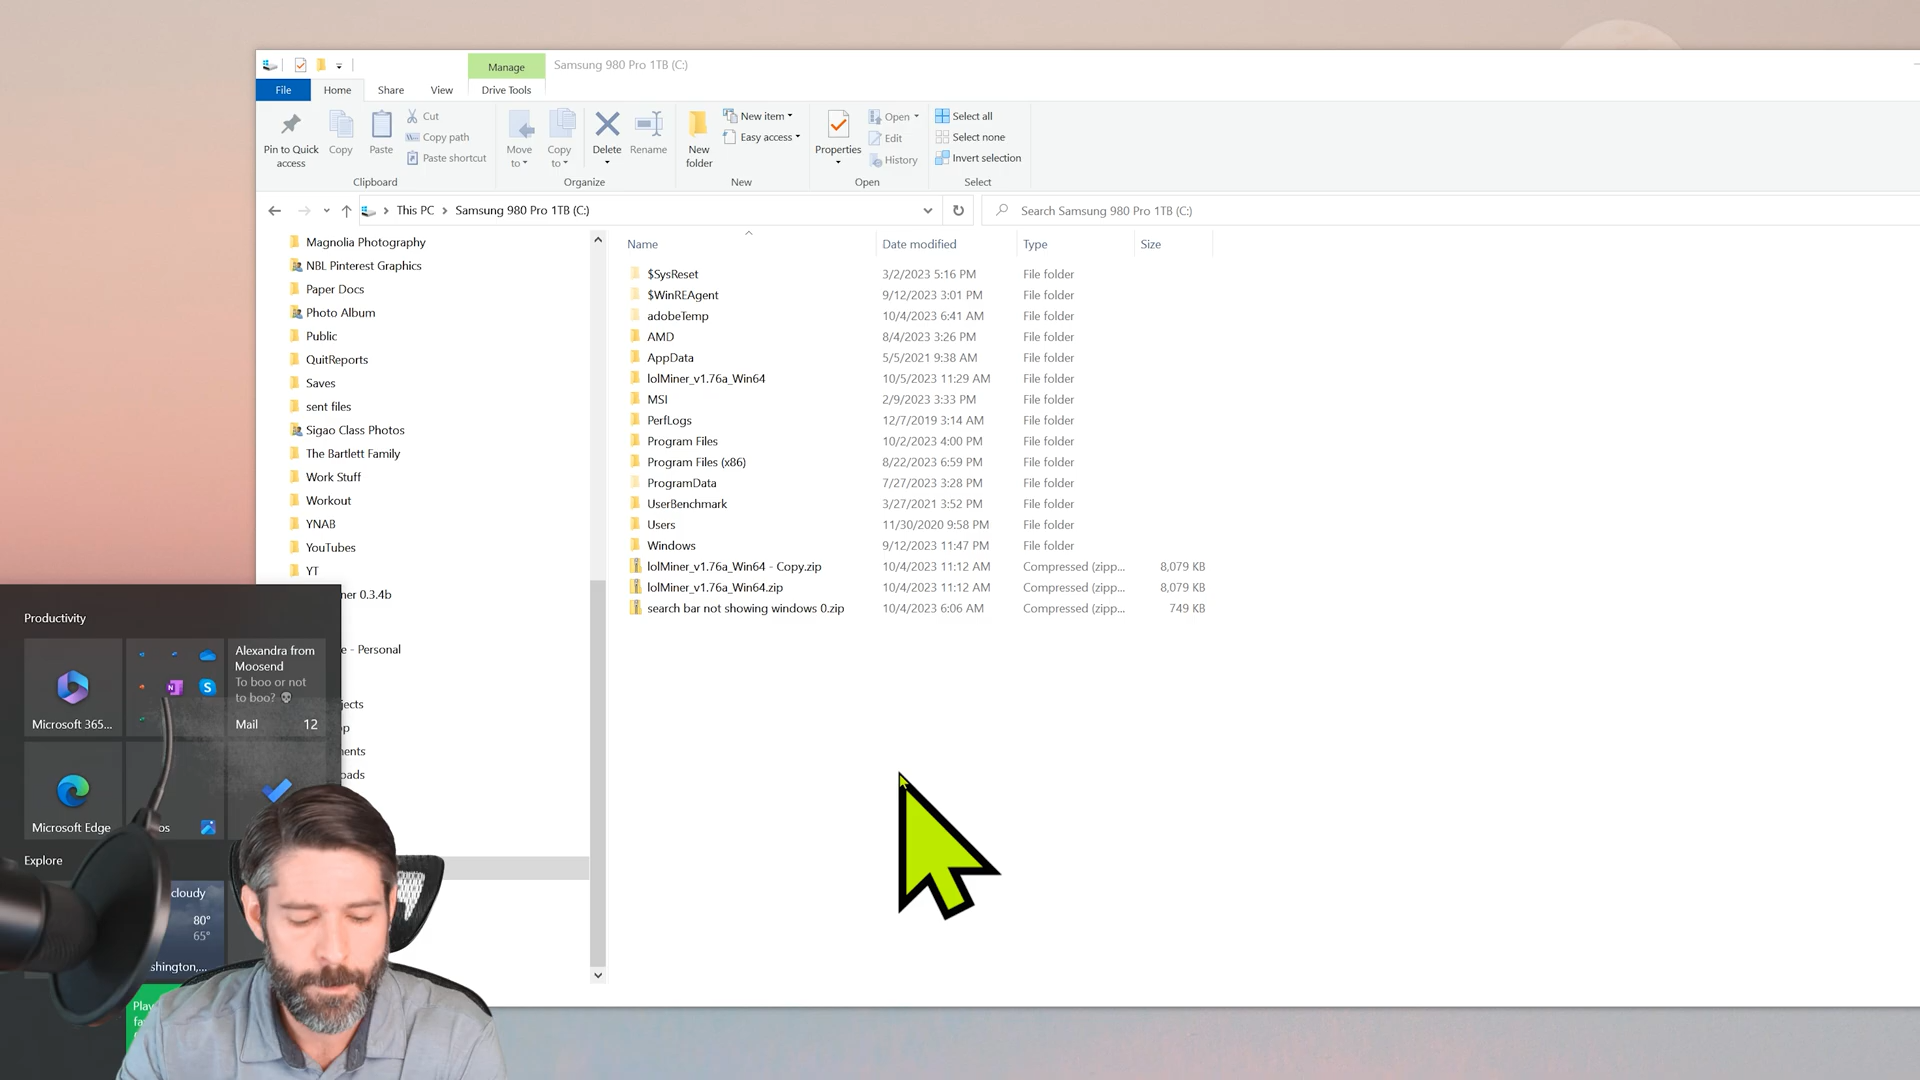 Manage
Samsung 980 Pro 1TB (C:)
File
Home
Share
View
Drive Tools
Pin to Quick access
Copy
Paste
Cut
Copy path
Paste shortcut
Move to
Copy to
Delete
Rename
New folder
New item
Easy access
Properties
Open
Edit
History
Select all
Select none
Invert selection
Clipboard
Organize
New
Open
Select
This PC
Samsung 980 Pro 1TB (C:)
Search Samsung 980 Pro 1TB (C:)
Magnolia Photography
NBL Pinterest Graphics
Paper Docs
Photo Album
Public
QuitReports
Saves
sent files
Sigao Class Photos
The Bartlett Family
Work Stuff
Workout
YNAB
YouTubes
YT
ner 0.3.4b
e - Personal
jects
op
ments
oads
Name Date modified Type Size
$SysReset 3/2/2023 5:16 PM File folder
$WinREAgent 9/12/2023 3:01 PM File folder
adobeTemp 10/4/2023 6:41 AM File folder
AMD 8/4/2023 3:26 PM File folder
AppData 5/5/2021 9:38 AM File folder
lolMiner_v1.76a_Win64 10/5/2023 11:29 AM File folder
MSI 2/9/2023 3:33 PM File folder
PerfLogs 12/7/2019 3:14 AM File folder
Program Files 10/2/2023 4:00 PM File folder
Program Files (x86) 8/22/2023 6:59 PM File folder
ProgramData 7/27/2023 3:28 PM File folder
UserBenchmark 3/27/2021 3:52 PM File folder
Users 11/30/2020 9:58 PM File folder
Windows 9/12/2023 11:47 PM File folder
lolMiner_v1.76a_Win64 - Copy.zip 10/4/2023 11:12 AM Compressed (zipp... 8,079 KB
lolMiner_v1.76a_Win64.zip 10/4/2023 11:12 AM Compressed (zipp... 8,079 KB
search bar not showing windows 0.zip 10/4/2023 6:06 AM Compressed (zipp... 749 KB
Productivity
Microsoft 365...
Alexandra from
Moosend
To boo or not
to boo? 💀
Mail 12
Microsoft Edge
os
Explore
cloudy
80°
65°
shington,...
Play
fa